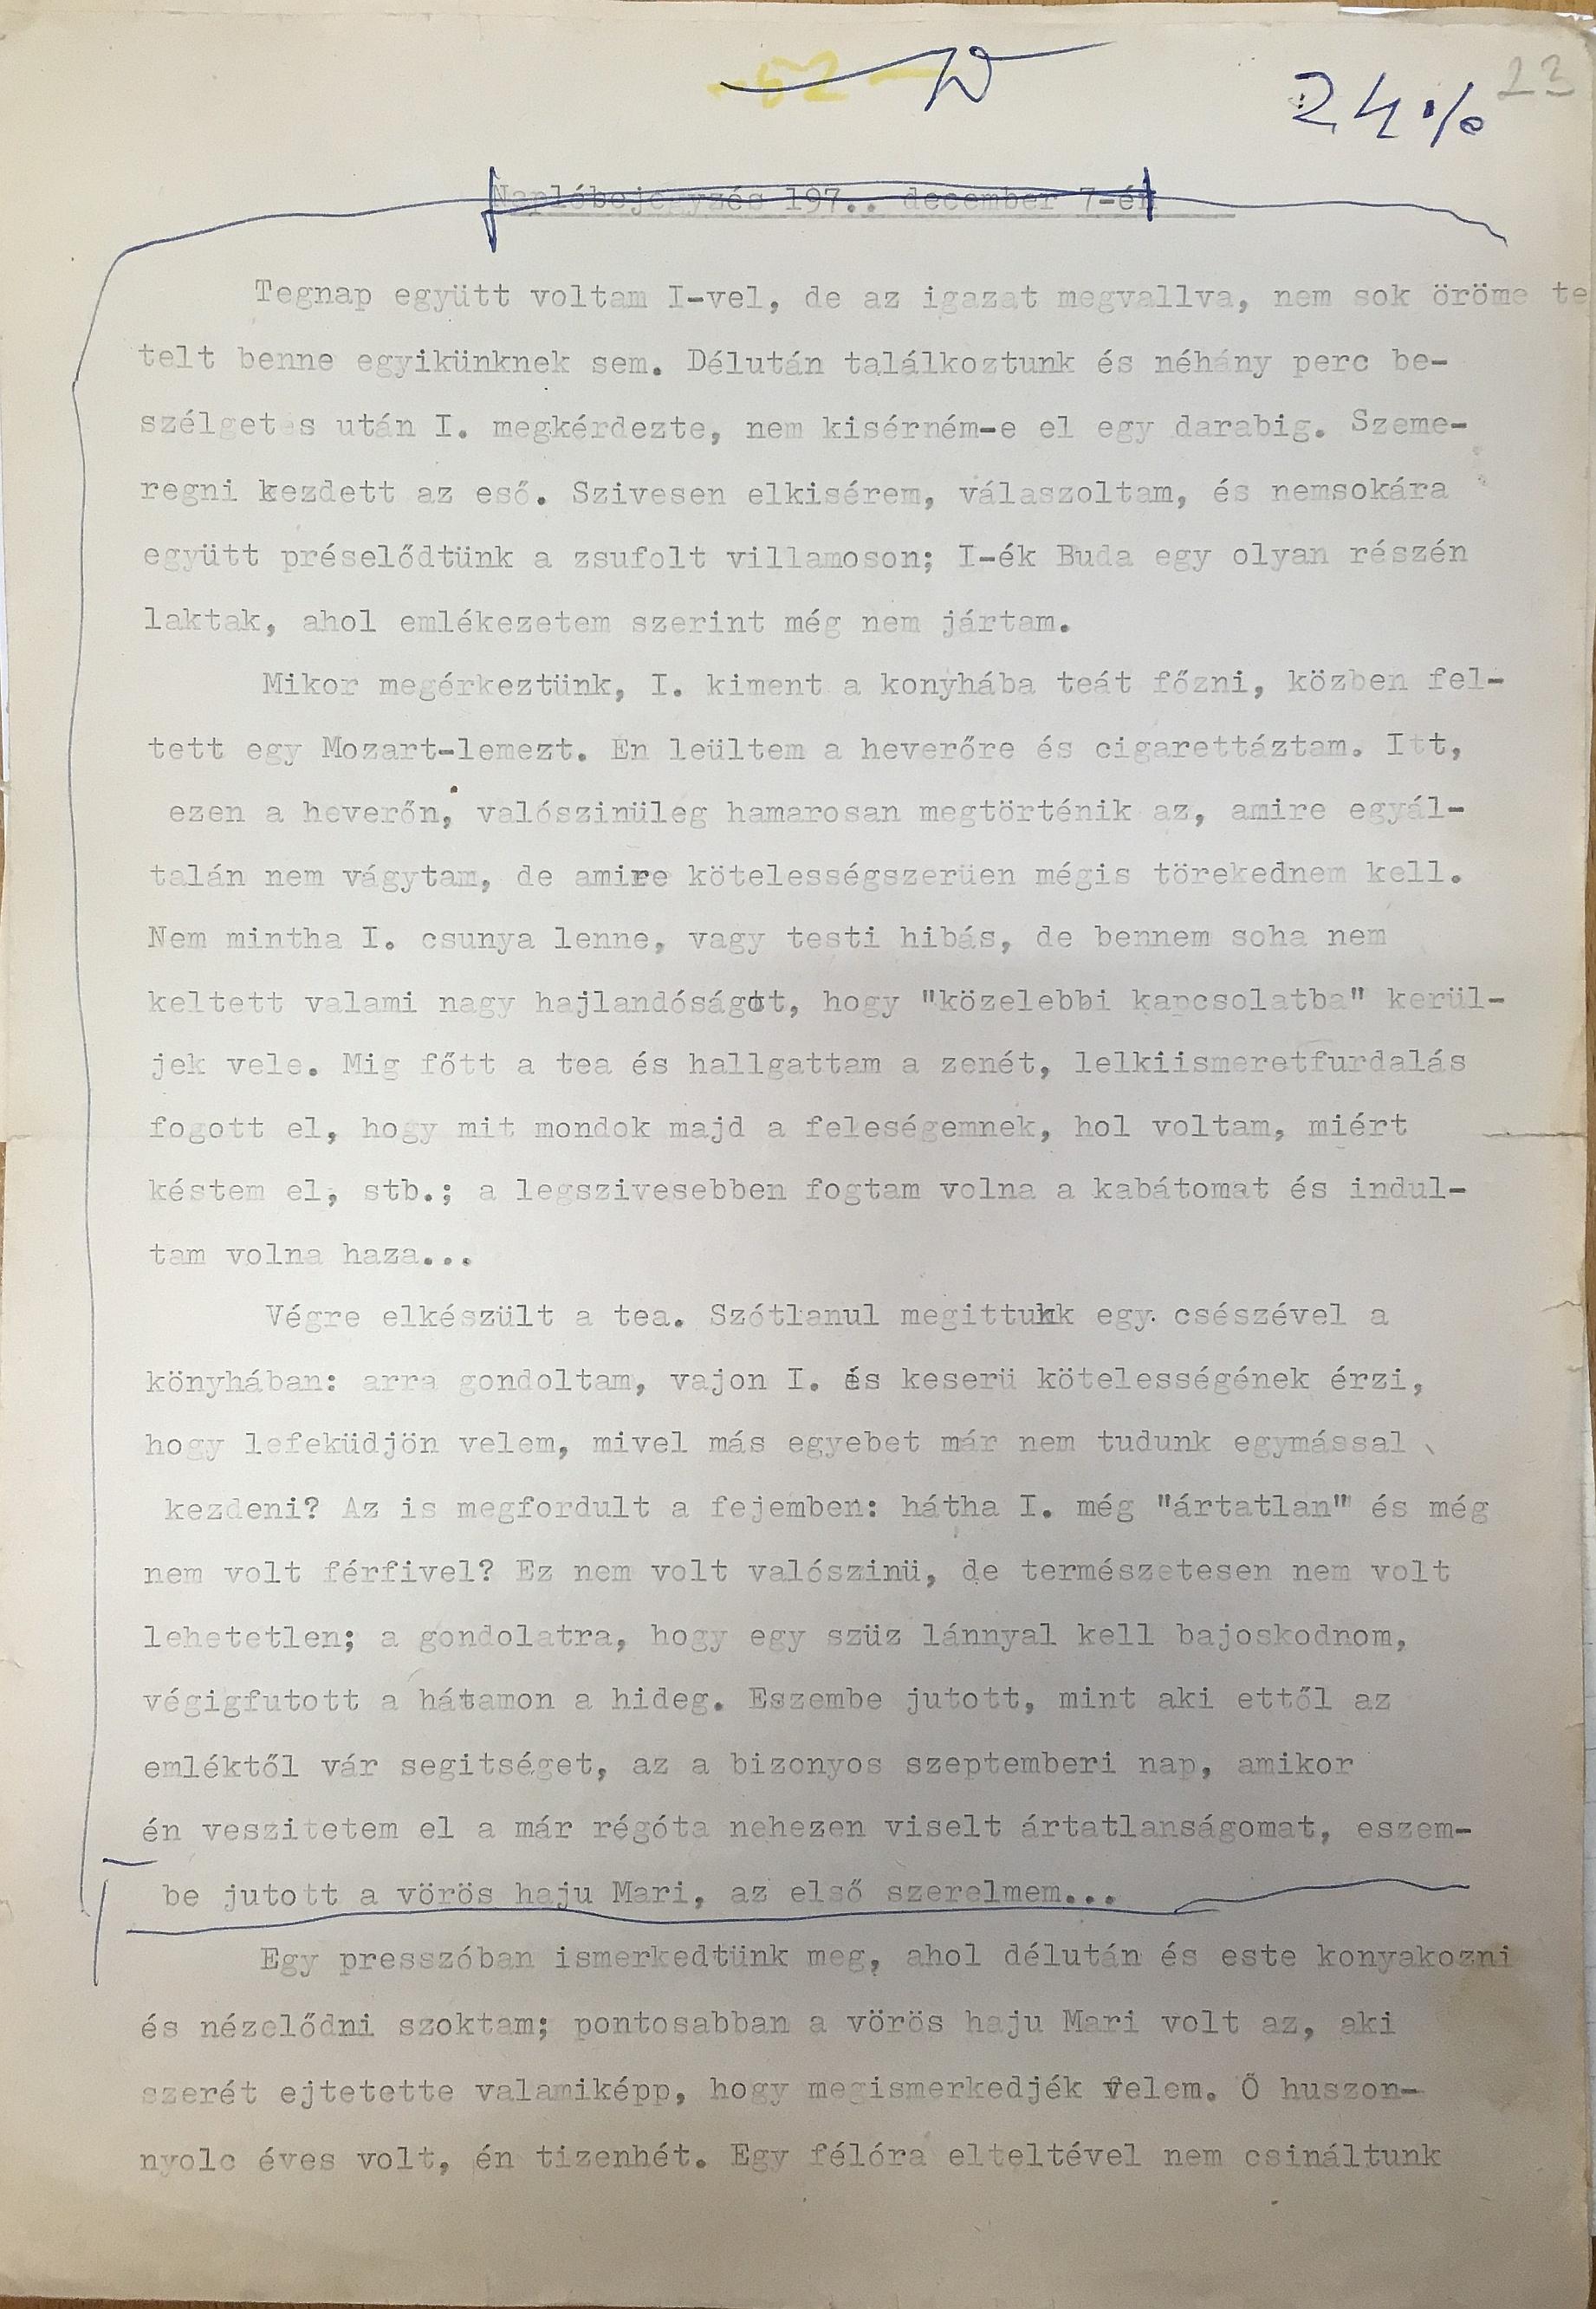 -52-
24%
23
Naplóbejegyzés 197.. december 7-én
Tegnap együtt voltam I-vel, de az igazat megvallva, nem sok öröme te
telt benne egyikünknek sem. Délután találkoztunk és néhány perc be-
szélgetés után I. megkérdezte, nem kisérném-e el egy darabig. Szeme-
regni kezdett az eső. Szivesen elkisérem, válaszoltam, és nemsokára
együtt préselődtünk a zsufolt villamoson; I-ék Buda egy olyan részén
laktak, ahol emlékezetem szerint még nem jártam.
Mikor megérkeztünk, I. kiment a konyhába teát főzni, közben fel-
tett egy Mozart-lemezt. En leültem a heverőre és cigarettáztam. Itt,
ezen a heverőn, valószinüleg hamarosan megtörténik az, amire egyál-
talán nem vágytam, de amire kötelességszerüen mégis törekednem kell.
Nem mintha I. csunya lenne, vagy testi hibás, de bennem soha nem
keltett valami nagy hajlandóságot, hogy "közelebbi kapcsolatba" kerül-
jek vele. Mig főtt a tea és hallgattam a zenét, lelkiismeretfurdalás
fogott el, hogy mit mondok majd a feleségemnek, hol voltam, miért
késtem el, stb.; a legszivesebben fogtam volna a kabátomat és indul-
tam volna haza...
Végre elkészült a tea. Szótlanul megittunk egy csészével a
könyhában: arra gondoltam, vajon I. is keserü kötelességének érzi,
hogy lefeküdjön velem, mivel más egyebet már nem tudunk egymással
kezdeni? Az is megfordult a fejemben: hátha I. még "ártatlan" és még
nem volt férfivel? Ez nem volt valószinü, de természetesen nem volt
lehetetlen; a gondolatra, hogy egy szüz lánnyal kell bajoskodnom,
végigfutott a hátamon a hideg. Eszembe jutott, mint aki ettől az
emléktől vár segitséget, az a bizonyos szeptemberi nap, amikor
én veszitetem el a már régóta nehezen viselt ártatlanságomat, eszem-
be jutott a vörös haju Mari, az első szerelmem...
Egy presszóban ismerkedtünk meg, ahol délután és este konyakozni
és nézelődni szoktam; pontosabban a vörös haju Mari volt az, aki
szerét ejtetette valamiképp, hogy megismerkedjék velem. Ő huszon-
nyolc éves volt, én tizenhét. Egy félóra elteltével nem csináltunk